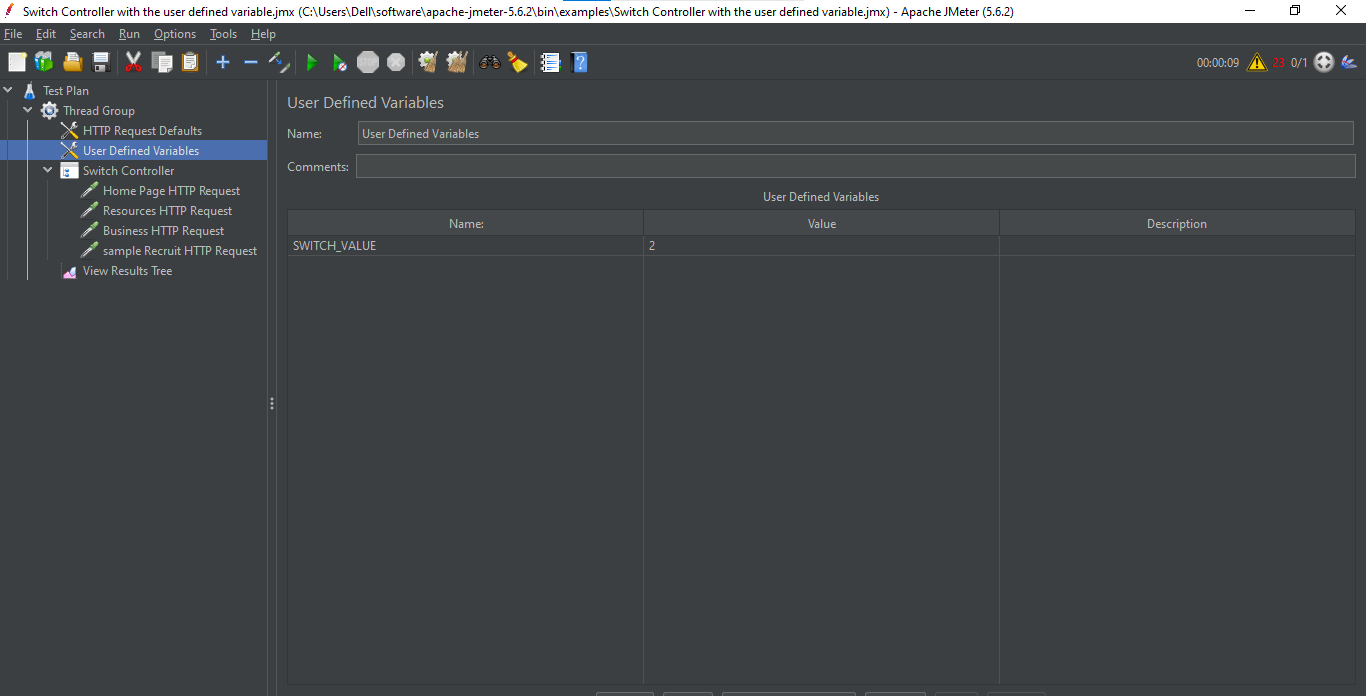 Switch Controller with the user defined variable.jmx (C:\Users\Dell\software\apache-jmeter-5.6.2\bin\examples\Switch Controller with the user defined variable.jmx) - Apache JMeter (5.6.2)
File Edit Search Run Options Tools Help
STOP 00:00:09 23 0/1
Test Plan
Thread Group
HTTP Request Defaults
User Defined Variables
Switch Controller
Home Page HTTP Request
Resources HTTP Request
Business HTTP Request
sample Recruit HTTP Request
View Results Tree
User Defined Variables
Name: User Defined Variables
Comments:
User Defined Variables
Name: Value Description
SWITCH_VALUE 2